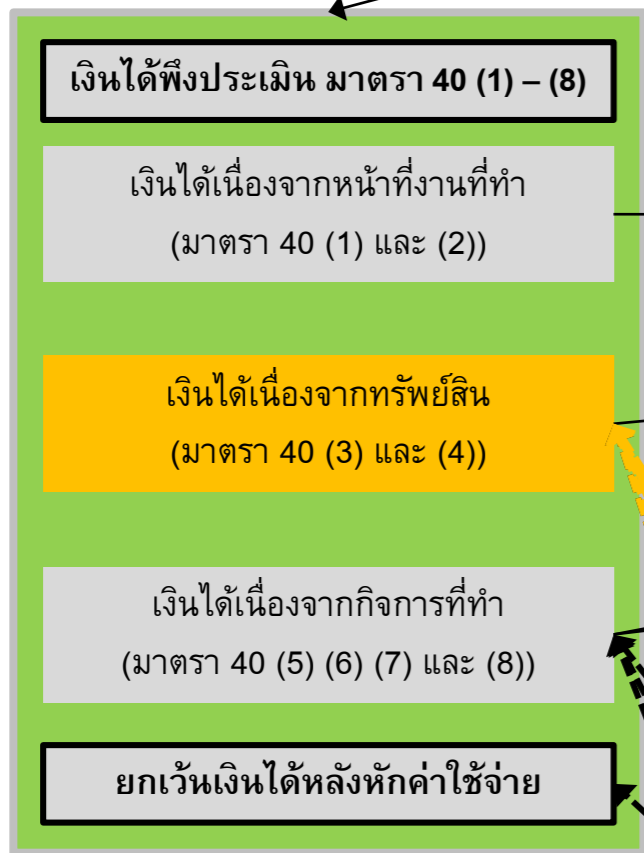 เงินได้พึงประเมิน มาตรา 40 (1) – (8)
เงินได้เนื่องจากหน้าที่งานที่ทำ
(มาตรา 40 (1) และ (2))
เงินได้เนื่องจากทรัพย์สิน
(มาตรา 40 (3) และ (4))
เงินได้เนื่องจากกิจการที่ทำ
(มาตรา 40 (5) (6) (7) และ (8))
ยกเว้นเงินได้หลังหักค่าใช้จ่าย